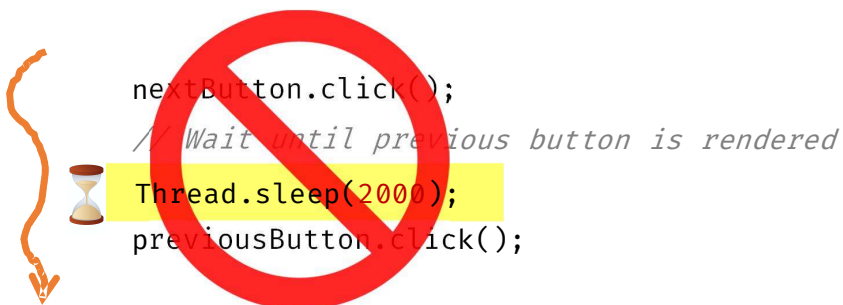 nextButton.click();
// Wait until previous button is rendered
Thread.sleep(2000);
previousButton.click();